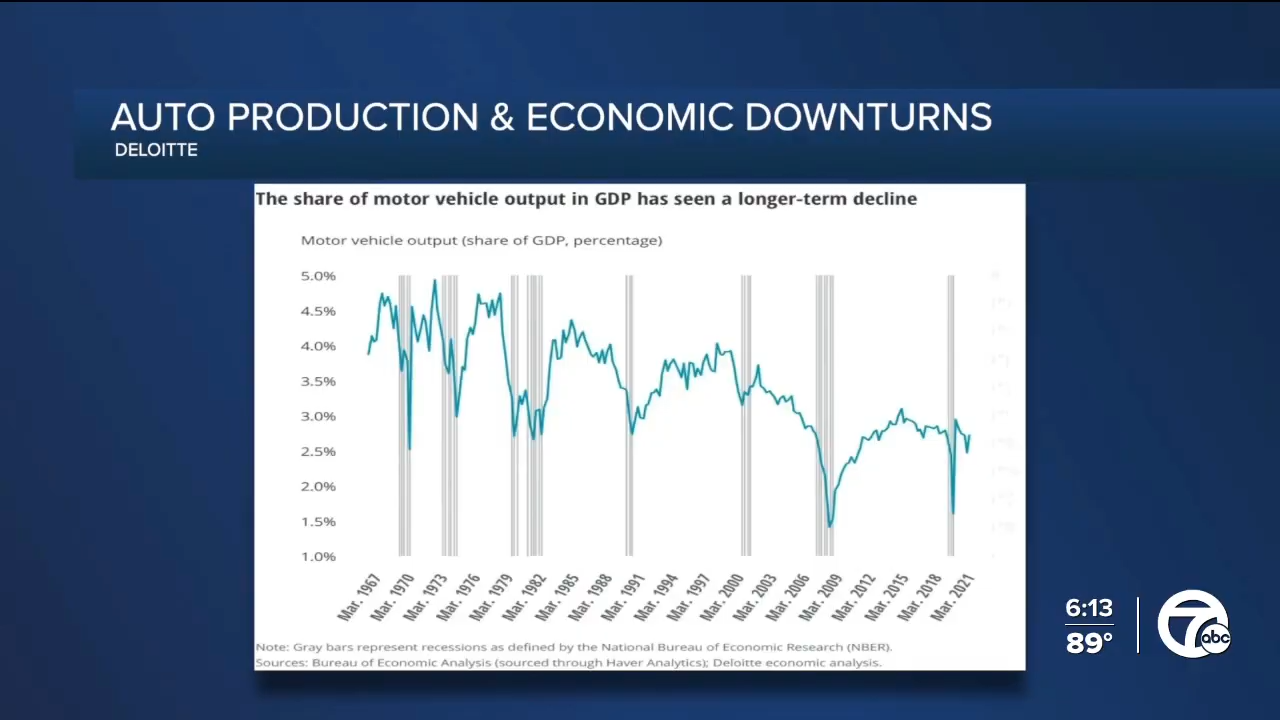 AUTO PRODUCTION & ECONOMIC DOWNTURNS
DELOITTE
The share of motor vehicle output in GDP has seen a longer-term decline
Motor vehicle output (share of GDP, percentage)
5.0%
4.5%
4.0%
3.5%
3.0%
2.5%
2.0%
1.5%
1.0%
Mar. 1967
Mar. 1970
Mar. 1973
Mar. 1976
Mar. 1979
Mar. 1982
Mar. 1985
Mar. 1988
Mar. 1991
Mar. 1994
Mar. 1997
Mar. 2000
Mar. 2003
Mar. 2006
Mar. 2009
Mar. 2012
Mar. 2015
Mar. 2018
Mar. 2021
Note: Gray bars represent recessions as defined by the National Bureau of Economic Research (NBER).
Sources: Bureau of Economic Analysis (sourced through Haver Analytics); Deloitte economic analysis.
6:13
89°
7 abc